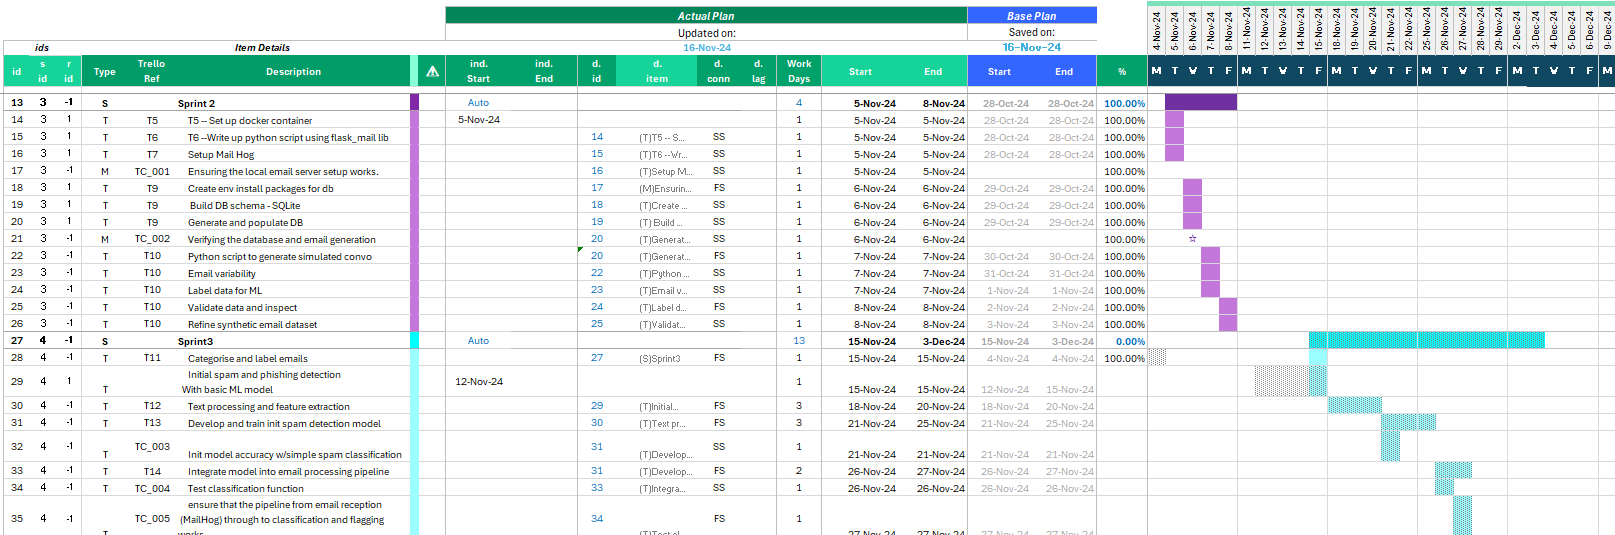 Actual Plan Base Plan
Updated on: Saved on:
ids Item Details 16-Nov-24 16-Nov-24
4-Nov-24 5-Nov-24 6-Nov-24 7-Nov-24 8-Nov-24 11-Nov-24 12-Nov-24 13-Nov-24 14-Nov-24 15-Nov-24 18-Nov-24 19-Nov-24 20-Nov-24 21-Nov-24 22-Nov-24 25-Nov-24 26-Nov-24 27-Nov-24 28-Nov-24 29-Nov-24 2-Dec-24 3-Dec-24 4-Dec-24 5-Dec-24 6-Dec-24 9-Dec-24
id s id r id Type Trello Ref Description ind. Start ind. End d. id d. item d. conn d. lag Work Days Start End Start End % M T W T F M T W T F M T W T F M T W T F M T W T F M
13 3 -1 S Sprint 2 Auto 4 5-Nov-24 8-Nov-24 28-Oct-24 28-Oct-24 100.00%
14 3 1 T T5 T5 -- Set up docker container 5-Nov-24 1 5-Nov-24 5-Nov-24 28-Oct-24 28-Oct-24 100.00%
15 3 1 T T6 T6 --Write up python script using flask_mail lib 14 (T)T5 -- S... SS 1 5-Nov-24 5-Nov-24 28-Oct-24 28-Oct-24 100.00%
16 3 1 T T7 Setup Mail Hog 15 (T)T6 --Wr... SS 1 5-Nov-24 5-Nov-24 28-Oct-24 28-Oct-24 100.00%
17 3 -1 M TC_001 Ensuring the local email server setup works. 16 (T)Setup M... SS 1 5-Nov-24 5-Nov-24 100.00%
18 3 1 T T9 Create env install packages for db 17 (M)Ensurin... FS 1 6-Nov-24 6-Nov-24 29-Oct-24 29-Oct-24 100.00%
19 3 1 T T9 Build DB schema - SQLite 18 (T)Create ... SS 1 6-Nov-24 6-Nov-24 29-Oct-24 29-Oct-24 100.00%
20 3 1 T T9 Generate and populate DB 19 (T) Build ... SS 1 6-Nov-24 6-Nov-24 29-Oct-24 29-Oct-24 100.00%
21 3 -1 M TC_002 Verifying the database and email generation 20 (T)Generat... SS 1 6-Nov-24 6-Nov-24 100.00% ☆
22 3 -1 T T10 Python script to generate simulated convo 20 (T)Generat... FS 1 7-Nov-24 7-Nov-24 30-Oct-24 30-Oct-24 100.00%
23 3 -1 T T10 Email variability 22 (T)Python ... SS 1 7-Nov-24 7-Nov-24 31-Oct-24 31-Oct-24 100.00%
24 3 -1 T T10 Label data for ML 23 (T)Email v... SS 1 7-Nov-24 7-Nov-24 1-Nov-24 1-Nov-24 100.00%
25 3 -1 T T10 Validate data and inspect 24 (T)Label d... FS 1 8-Nov-24 8-Nov-24 2-Nov-24 2-Nov-24 100.00%
26 3 -1 T T10 Refine synthetic email dataset 25 (T)Validat... SS 1 8-Nov-24 8-Nov-24 3-Nov-24 3-Nov-24 100.00%
27 4 -1 S Sprint3 Auto 13 15-Nov-24 3-Dec-24 15-Nov-24 3-Dec-24 0.00%
28 4 -1 T T11 Categorise and label emails 27 (S)Sprint3 FS 1 15-Nov-24 15-Nov-24 4-Nov-24 4-Nov-24 100.00%
Initial spam and phishing detection
29 4 1 T With basic ML model 12-Nov-24 1 15-Nov-24 15-Nov-24 12-Nov-24 15-Nov-24
30 4 -1 T T12 Text processing and feature extraction 29 (T)Initial... FS 3 18-Nov-24 20-Nov-24 18-Nov-24 20-Nov-24
31 4 -1 T T13 Develop and train init spam detection model 30 (T)Text pr... FS 3 21-Nov-24 25-Nov-24 21-Nov-24 25-Nov-24
32 4 -1 T TC_003 Init model accuracy w/simple spam classification 31 (T)Develop... SS 1 21-Nov-24 21-Nov-24 21-Nov-24 21-Nov-24
33 4 -1 T T14 Integrate model into email processing pipeline 31 (T)Develop... FS 2 26-Nov-24 27-Nov-24 26-Nov-24 27-Nov-24
34 4 -1 T TC_004 Test classification function 33 (T)Integra... SS 1 26-Nov-24 26-Nov-24 26-Nov-24 26-Nov-24
ensure that the pipeline from email reception
35 4 -1 TC_005 (MailHog) through to classification and flagging 34 FS 1
T works. (T)Test cl... 27-Nov-24 27-Nov-24 27-Nov-24 27-Nov-24